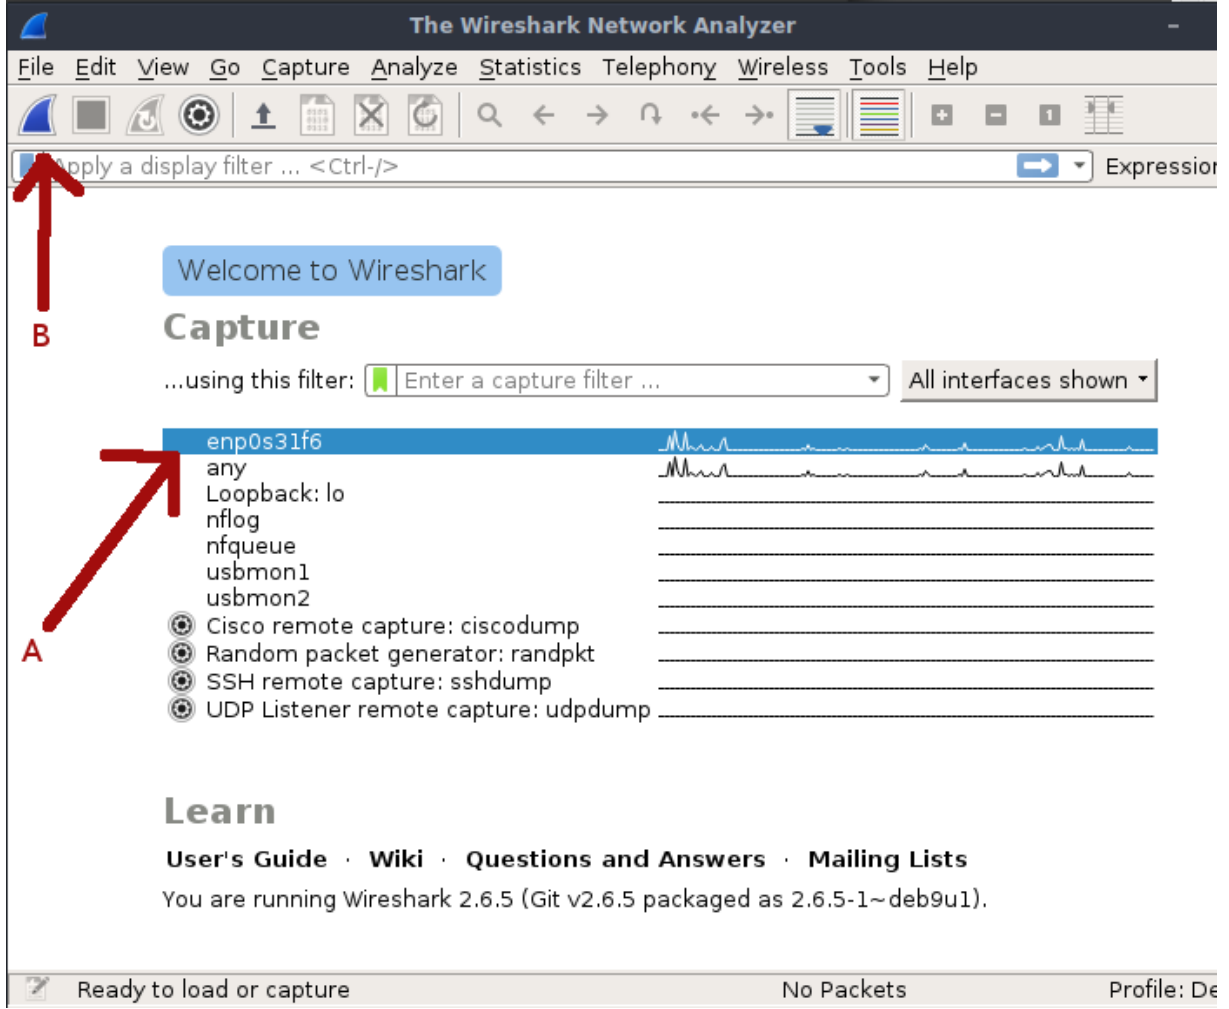 The Wireshark Network Analyzer
File Edit View Go Capture Analyze Statistics Telephony Wireless Tools Help
Apply a display filter ... <Ctrl-/>
Expression
B
Welcome to Wireshark
Capture
...using this filter: Enter a capture filter ... All interfaces shown
enp0s31f6
any
Loopback: lo
nflog
nfqueue
usbmon1
usbmon2
A
Cisco remote capture: ciscodump
Random packet generator: randpkt
SSH remote capture: sshdump
UDP Listener remote capture: udpdump
Learn
User's Guide · Wiki · Questions and Answers · Mailing Lists
You are running Wireshark 2.6.5 (Git v2.6.5 packaged as 2.6.5-1~deb9u1).
Ready to load or capture No Packets Profile: De